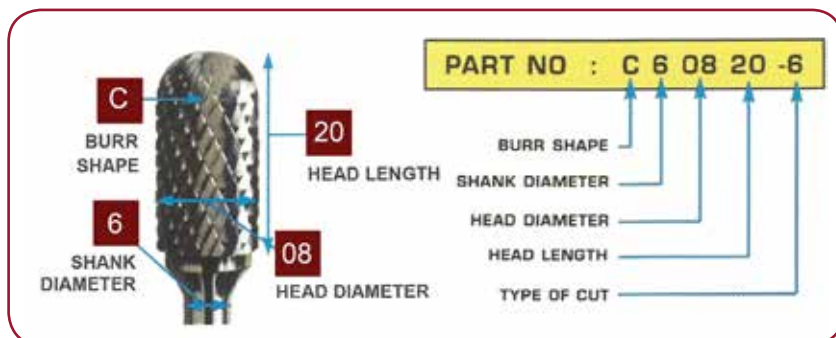 C
BURR
SHAPE
20
HEAD LENGTH
6
SHANK
DIAMETER
08
HEAD DIAMETER
PART NO : C 6 08 20 -6
BURR SHAPE
SHANK DIAMETER
HEAD DIAMETER
HEAD LENGTH
TYPE OF CUT